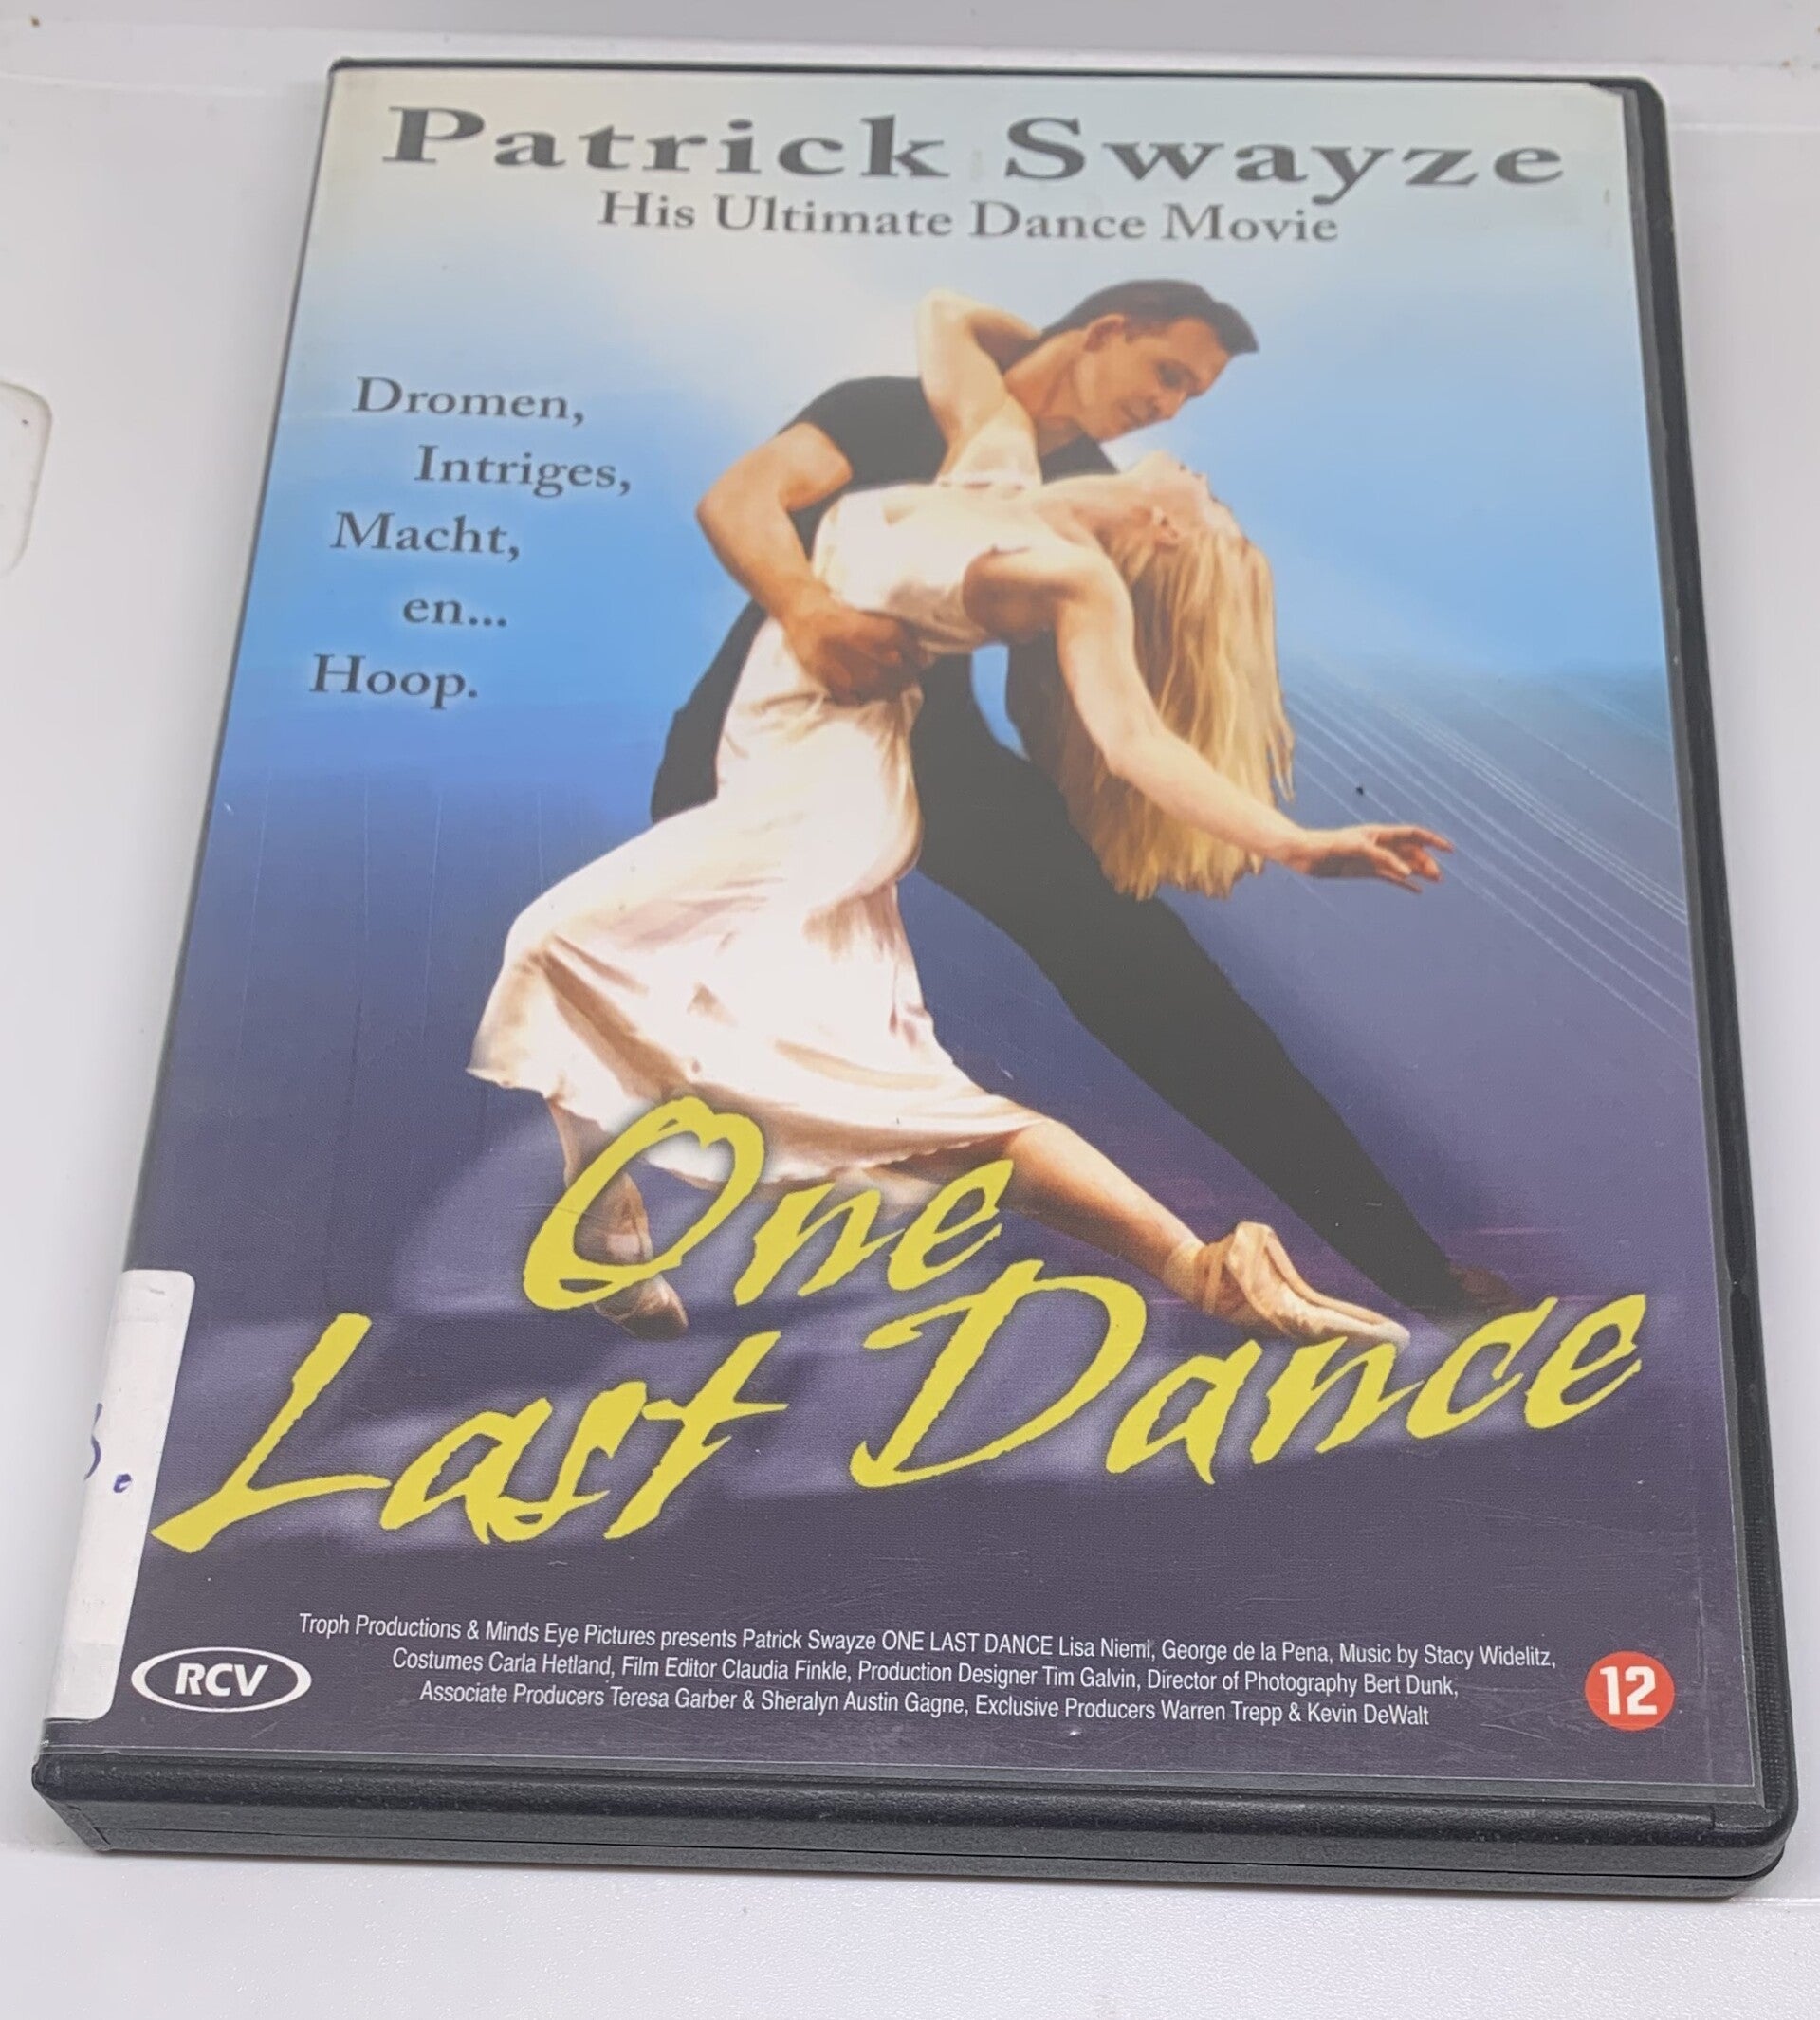 Patrick Swayze
His Ultimate Dance Movie
Dromen,
Intriges,
Macht,
en...
Hoop.
One
Last Dance
Troph Productions & Minds Eye Pictures presents Patrick Swayze ONE LAST DANCE Lisa Niemi, George de la Pena, Music by Stacy Widelitz,
Costumes Carla Hetland, Film Editor Claudia Finkle, Production Designer Tim Galvin, Director of Photography Bert Dunk,
Associate Producers Teresa Garber & Sheralyn Austin Gagne, Exclusive Producers Warren Trepp & Kevin DeWalt
RCV
12